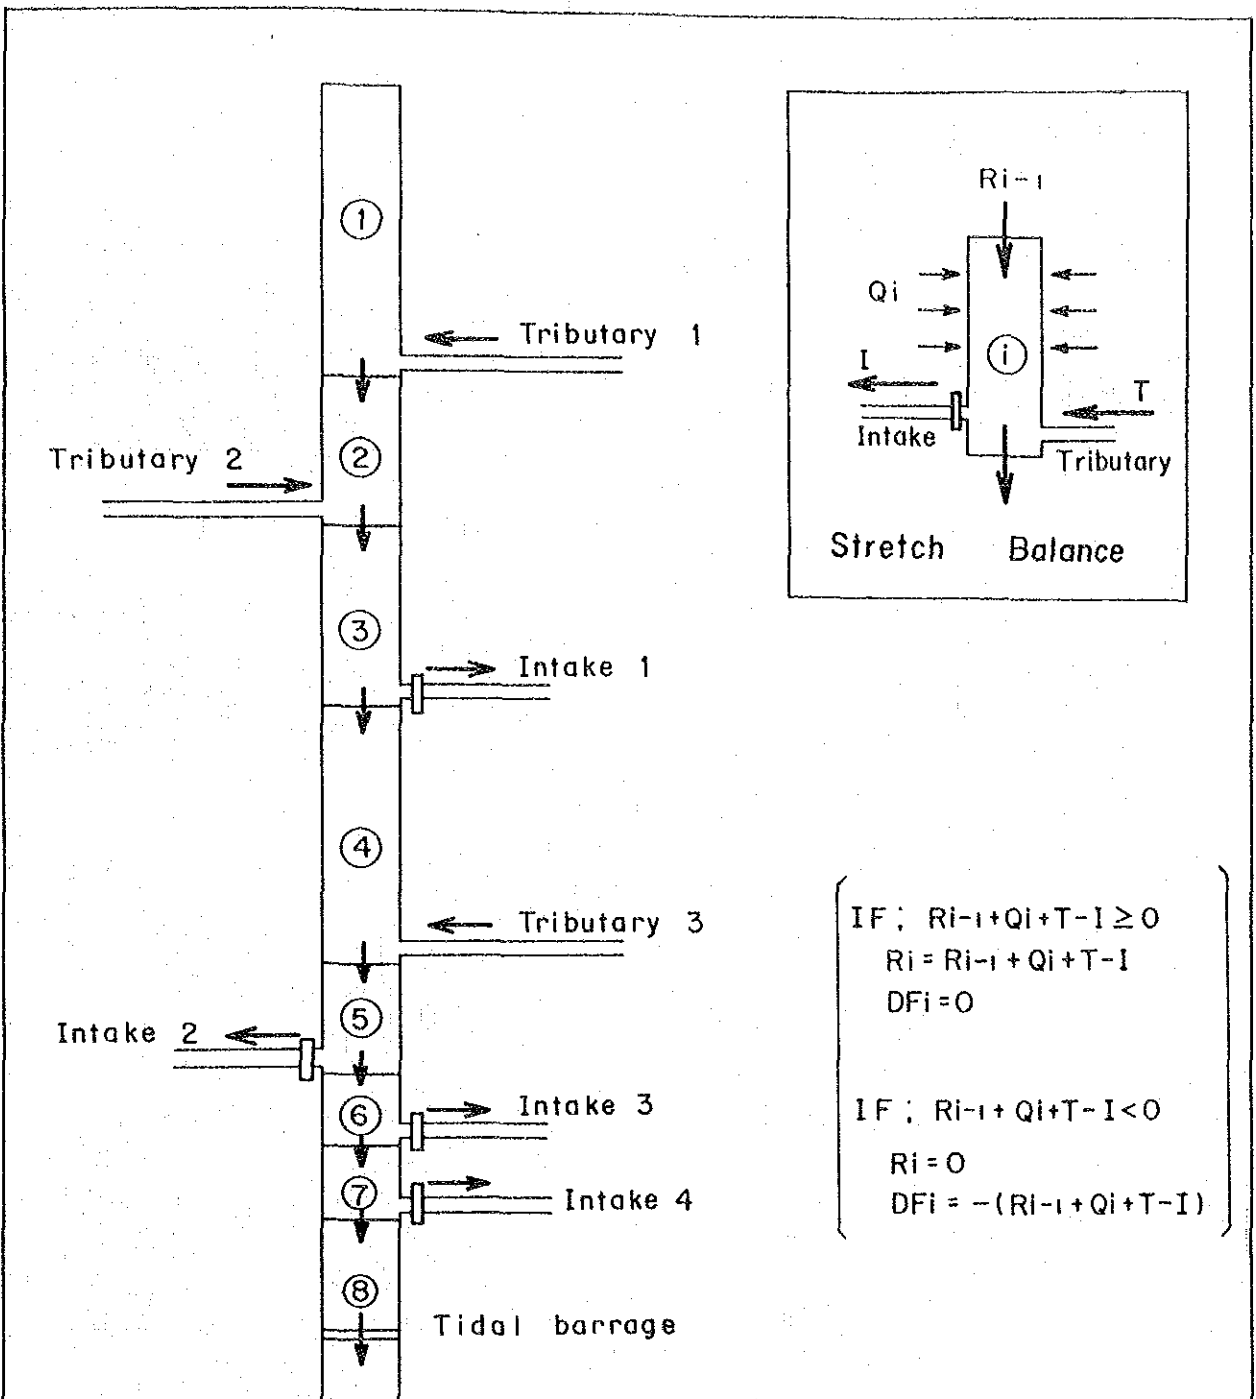 ①
Tributary 1
②
Tributary 2
③
Intake 1
④
Tributary 3
⑤
Intake 2
⑥
Intake 3
⑦
Intake 4
⑧
Tidal barrage
Ri-1
Qi
i
I
T
Intake
Tributary
Stretch Balance
IF; Ri-1+Qi+T-I≥0
Ri=Ri-1+Qi+T-I
DFi=0
IF; Ri-1+Qi+T-I<0
Ri=0
DFi=-(Ri-1+Qi+T-I)